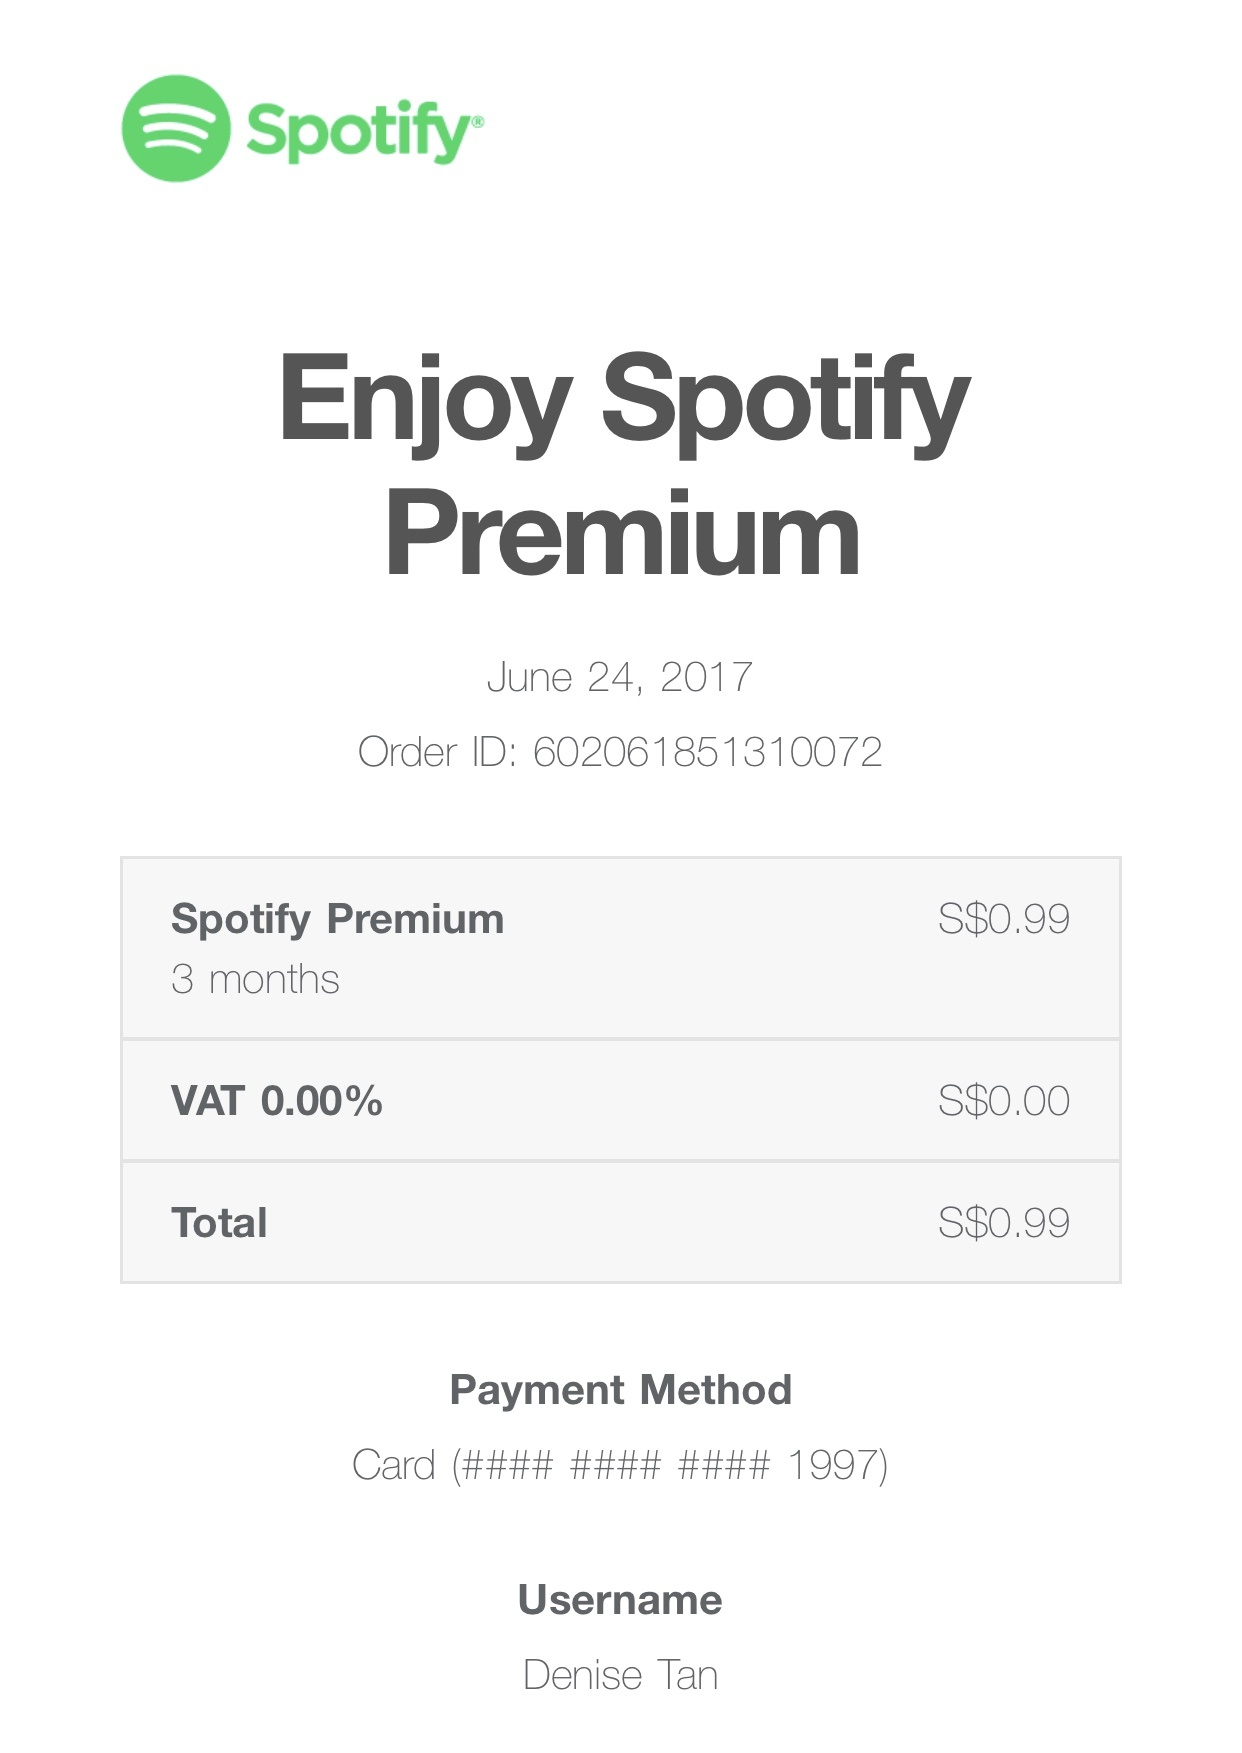 Spotify®
Enjoy Spotify
Premium
June 24, 2017
Order ID: 602061851310072
Spotify Premium S$0.99
3 months
VAT 0.00% S$0.00
Total S$0.99
Payment Method
Card (#### #### #### 1997)
Username
Denise Tan